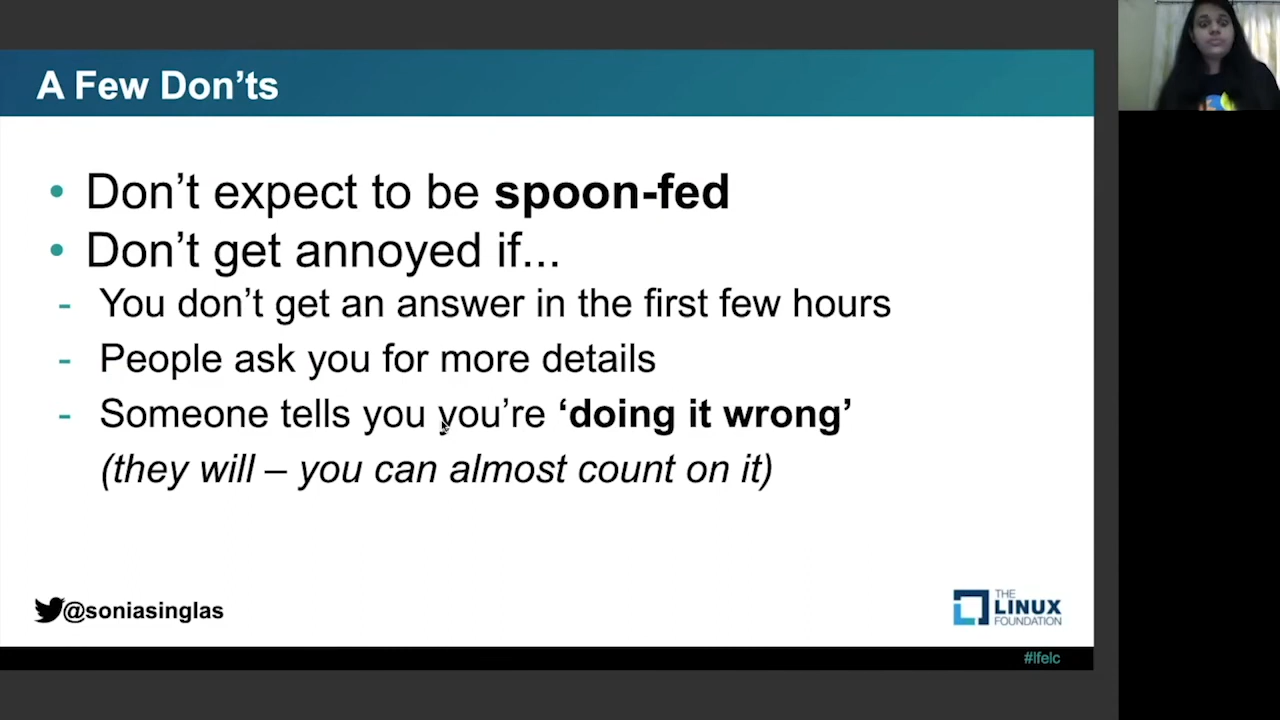 A Few Don’ts
• Don’t expect to be spoon-fed
• Don’t get annoyed if...
- You don’t get an answer in the first few hours
- People ask you for more details
- Someone tells you you’re ‘doing it wrong’
(they will – you can almost count on it)
@soniasinglas
THE
LINUX
FOUNDATION
#lfelc